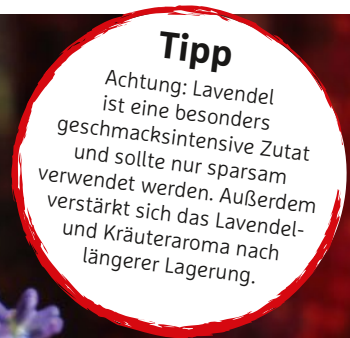 Tipp
Achtung: Lavendel
ist eine besonders
geschmacksintensive Zutat
und sollte nur sparsam
verwendet werden. Außerdem
verstärkt sich das Lavendel-
und Kräuteraroma nach
längerer Lagerung.